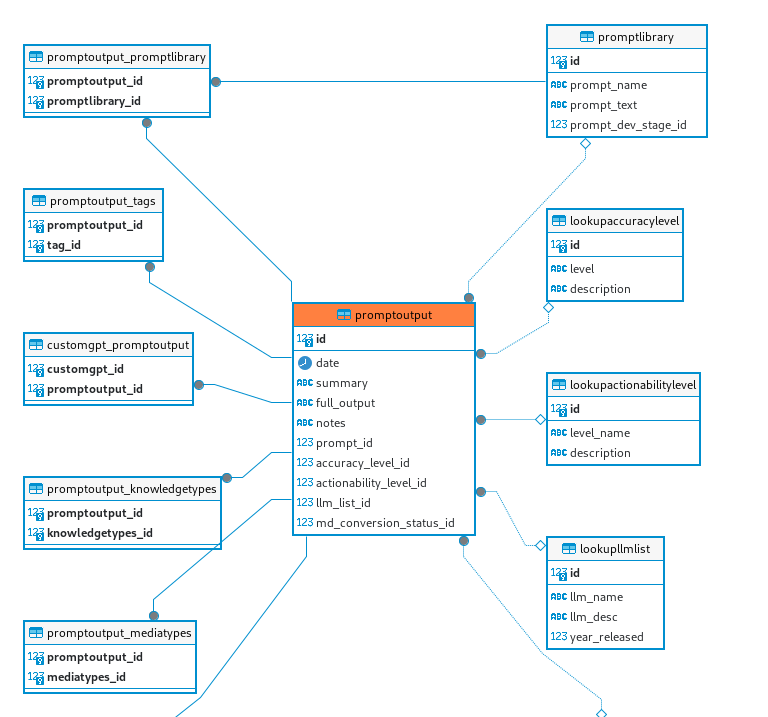 promptoutput_promptlibrary
123 promptoutput_id
123 promptlibrary_id
promptlibrary
123 id
ABC prompt_name
ABC prompt_text
123 prompt_dev_stage_id
promptoutput_tags
123 promptoutput_id
123 tag_id
lookupaccuracylevel
123 id
ABC level
ABC description
customgpt_promptoutput
123 customgpt_id
123 promptoutput_id
promptoutput
123 id
date
ABC summary
ABC full_output
ABC notes
123 prompt_id
123 accuracy_level_id
123 actionability_level_id
123 llm_list_id
123 md_conversion_status_id
lookupactionabilitylevel
123 id
ABC level_name
ABC description
promptoutput_knowledgetypes
123 promptoutput_id
123 knowledgetypes_id
lookupllmlist
123 id
ABC llm_name
ABC llm_desc
123 year_released
promptoutput_mediatypes
123 promptoutput_id
123 mediatypes_id